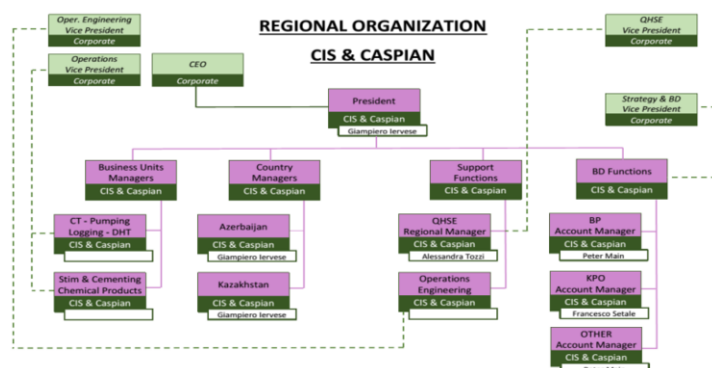 REGIONAL ORGANIZATION
CIS & CASPIAN
Oper. Engineering
Vice President
Corporate
Operations
Vice President
Corporate
CEO
Corporate
QHSE
Vice President
Corporate
Strategy & BD
Vice President
Corporate
President
CIS & Caspian
Giampiero Iervese
Business Units
Managers
CIS & Caspian
Country
Managers
CIS & Caspian
Support
Functions
CIS & Caspian
BD Functions
CIS & Caspian
CT - Pumping
Logging - DHT
CIS & Caspian
Stim & Cementing
Chemical Products
CIS & Caspian
Azerbaijan
CIS & Caspian
Giampiero Iervese
Kazakhstan
CIS & Caspian
Giampiero Iervese
QHSE
Regional Manager
CIS & Caspian
Alessandra Tozzi
Operations
Engineering
CIS & Caspian
BP
Account Manager
CIS & Caspian
Peter Main
KPO
Account Manager
CIS & Caspian
Francesco Setale
OTHER
Account Manager
CIS & Caspian